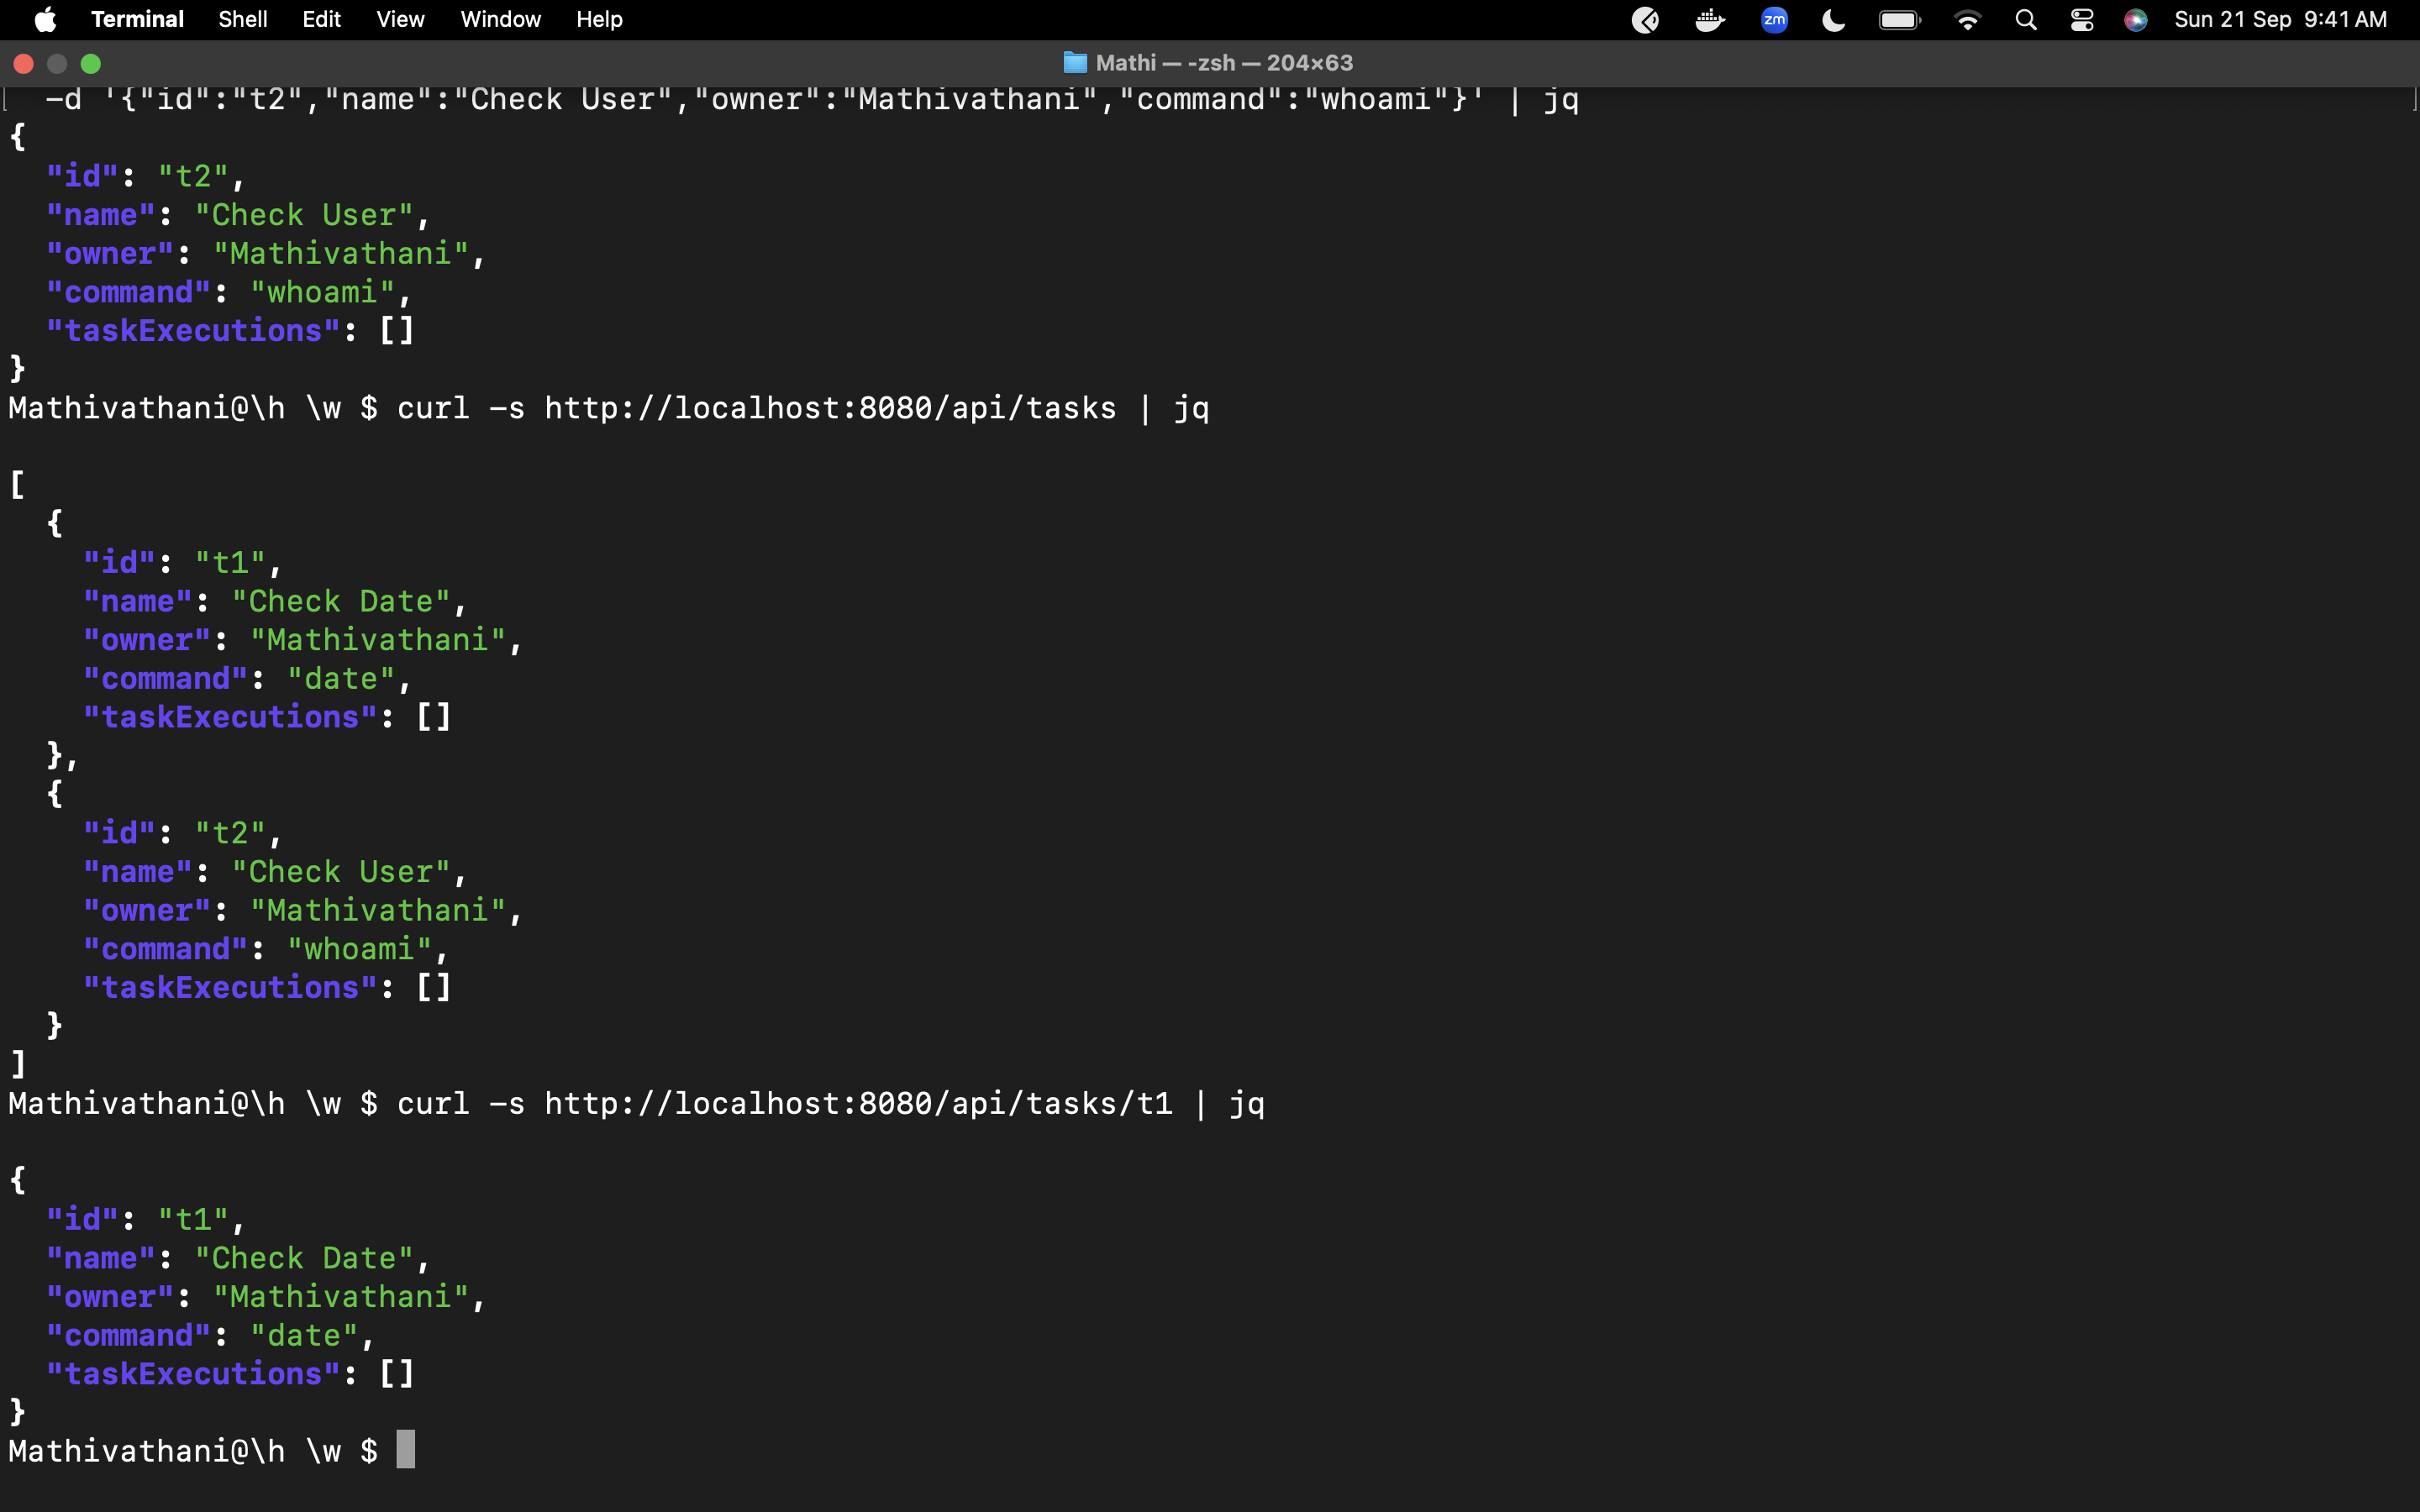 Terminal Shell Edit View Window Help zm Sun 21 Sep 9:41 AM
Mathi — -zsh — 204×63
-d '{"id":"t2","name":"Check User","owner":"Mathivathani","command":"whoami"}' | jq
{
  "id": "t2",
  "name": "Check User",
  "owner": "Mathivathani",
  "command": "whoami",
  "taskExecutions": []
}
Mathivathani@\h \w $ curl -s http://localhost:8080/api/tasks | jq
[
  {
    "id": "t1",
    "name": "Check Date",
    "owner": "Mathivathani",
    "command": "date",
    "taskExecutions": []
  },
  {
    "id": "t2",
    "name": "Check User",
    "owner": "Mathivathani",
    "command": "whoami",
    "taskExecutions": []
  }
]
Mathivathani@\h \w $ curl -s http://localhost:8080/api/tasks/t1 | jq
{
  "id": "t1",
  "name": "Check Date",
  "owner": "Mathivathani",
  "command": "date",
  "taskExecutions": []
}
Mathivathani@\h \w $